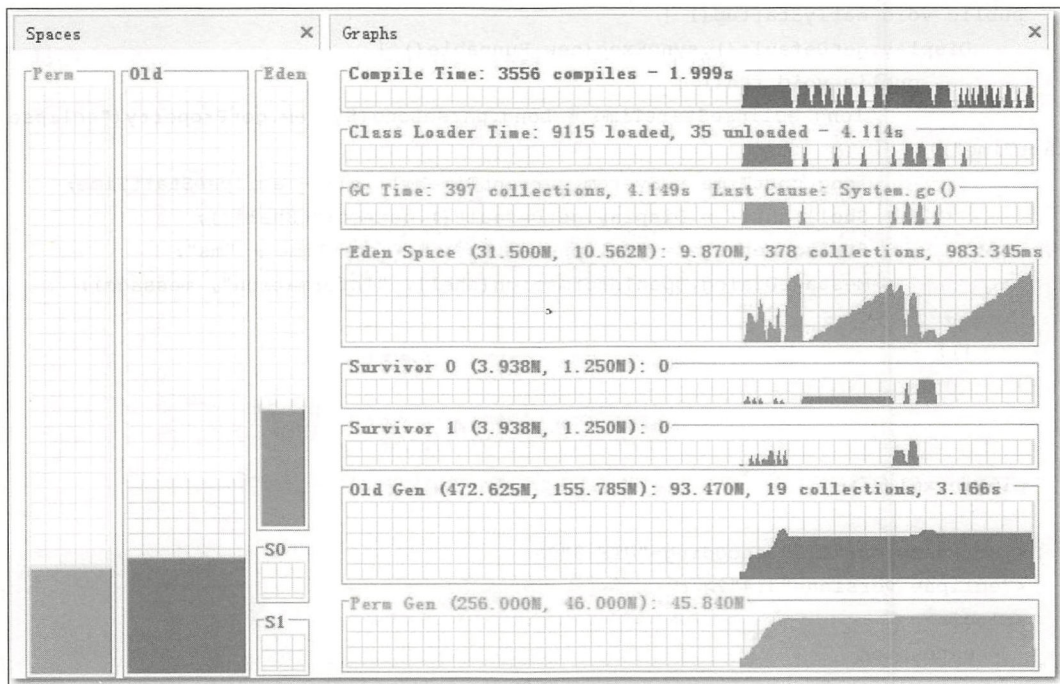 Spaces
Graphs
Perm
Old
Eden
S0
S1
Compile Time: 3556 compiles - 1.999s
Class Loader Time: 9115 loaded, 35 unloaded - 4.114s
GC Time: 397 collections, 4.149s Last Cause: System.gc()
Eden Space (31.500M, 10.562M): 9.870M, 378 collections, 983.345ms
Survivor 0 (3.938M, 1.250M): 0
Survivor 1 (3.938M, 1.250M): 0
Old Gen (472.625M, 155.785M): 93.470M, 19 collections, 3.166s
Perm Gen (256.000M, 46.000M): 45.840M